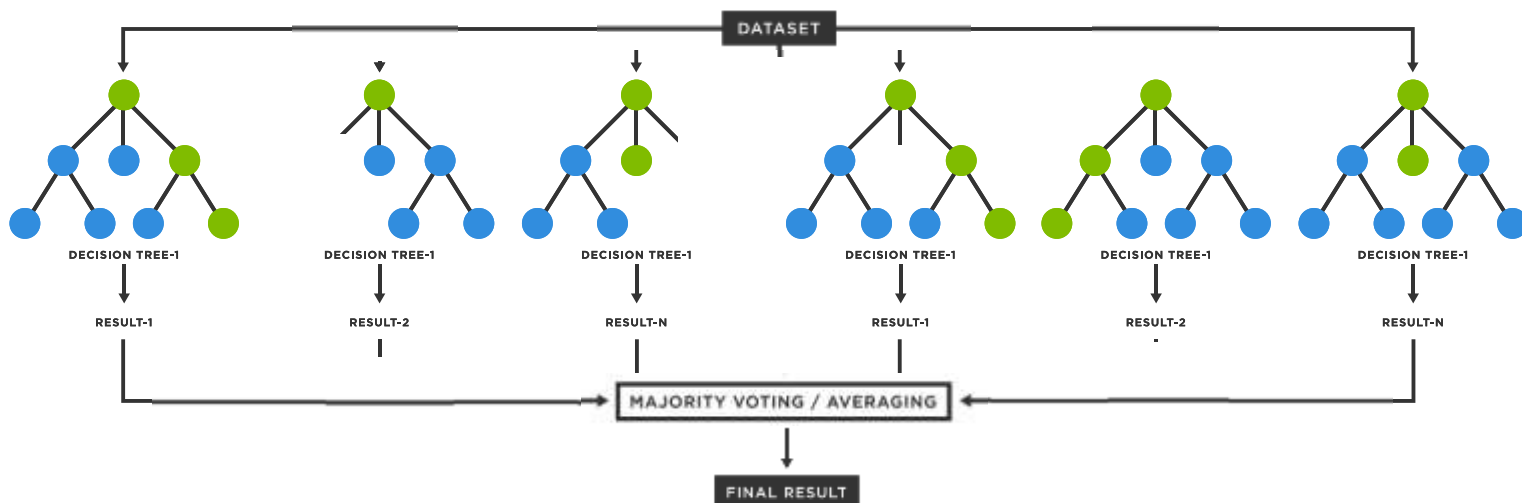 DATASET
DECISION TREE-1 DECISION TREE-1 DECISION TREE-1 DECISION TREE-1 DECISION TREE-1 DECISION TREE-1
RESULT-1 RESULT-2 RESULT-N RESULT-1 RESULT-2 RESULT-N
MAJORITY VOTING / AVERAGING
FINAL RESULT